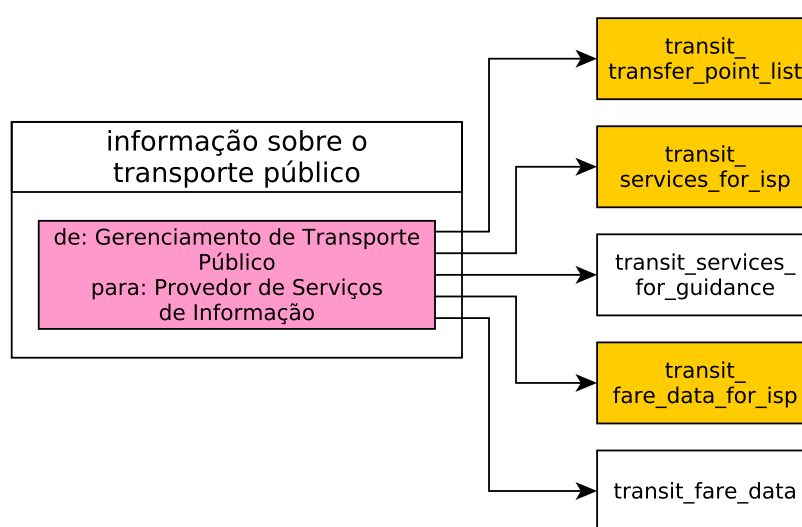 informação sobre o
transporte público
de: Gerenciamento de Transporte
Público
para: Provedor de Serviços
de Informação
transit_
transfer_point_list
transit_
services_for_isp
transit_services_
for_guidance
transit_
fare_data_for_isp
transit_fare_data